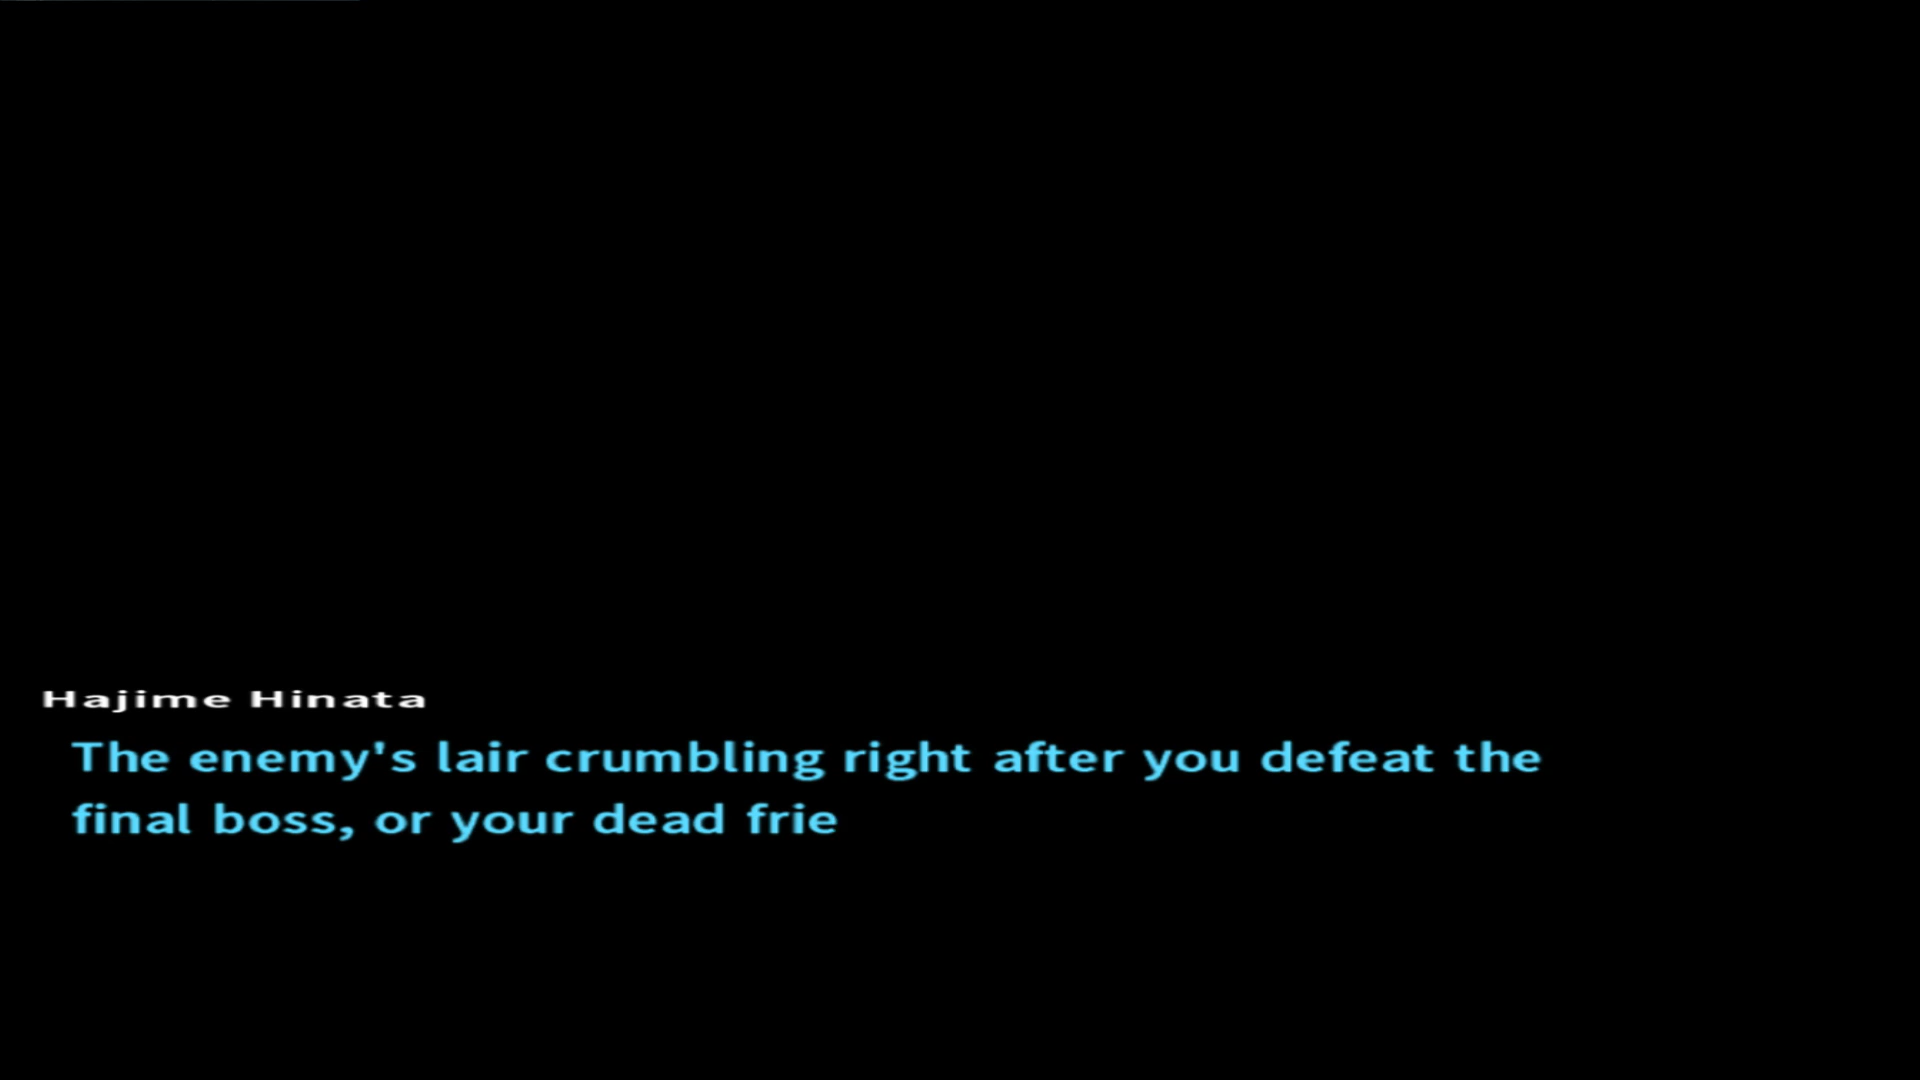 Hajime Hinata
The enemy's lair crumbling right after you defeat the
final boss, or your dead frie